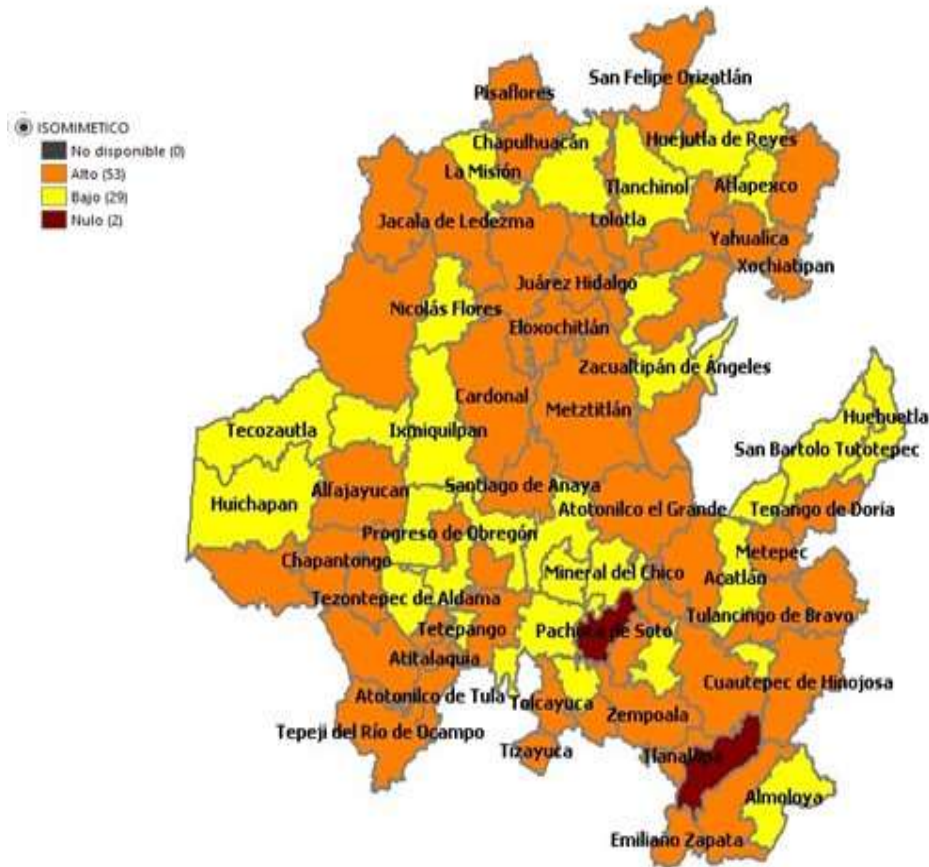 ISOMIMETICO
No disponible (0)
Alto (53)
Bajo (29)
Nulo (2)
San Felipe Orizatlán
Pisaflores
Chapulhuacán
Huejutla de Reyes
La Misión
Tlanchinol
Atlapexco
Jacala de Ledezma
Lolotla
Yahualica
Xochiatipan
Juárez Hidalgo
Nicolás Flores
Eloxochitlán
Zacualtipán de Ángeles
Cardonal
Metztitlán
Tecozautla
Ixmiquilpan
Huehuetla
San Bartolo Tutotepec
Huichapan
Alfajayucan
Santiago de Anaya
Atotonilco el Grande
Tenango de Doria
Progreso de Obregón
Chapantongo
Metepec
Mineral del Chico
Acatlán
Tezontepec de Aldama
Tulancingo de Bravo
Tetepango
Pachuca de Soto
Atitalaquia
Cuautepec de Hinojosa
Atotonilco de Tula
Tolcayuca
Zempoala
Tepeji del Río de Ocampo
Tizayuca
Tlanalapa
Almoloya
Emiliano Zapata